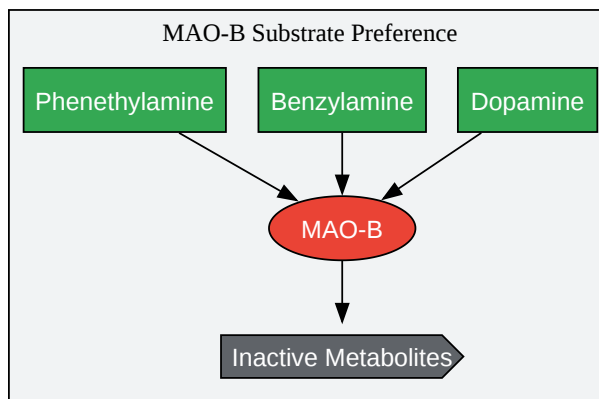 MAO-B Substrate Preference
Phenethylamine
Benzylamine
Dopamine
MAO-B
Inactive Metabolites